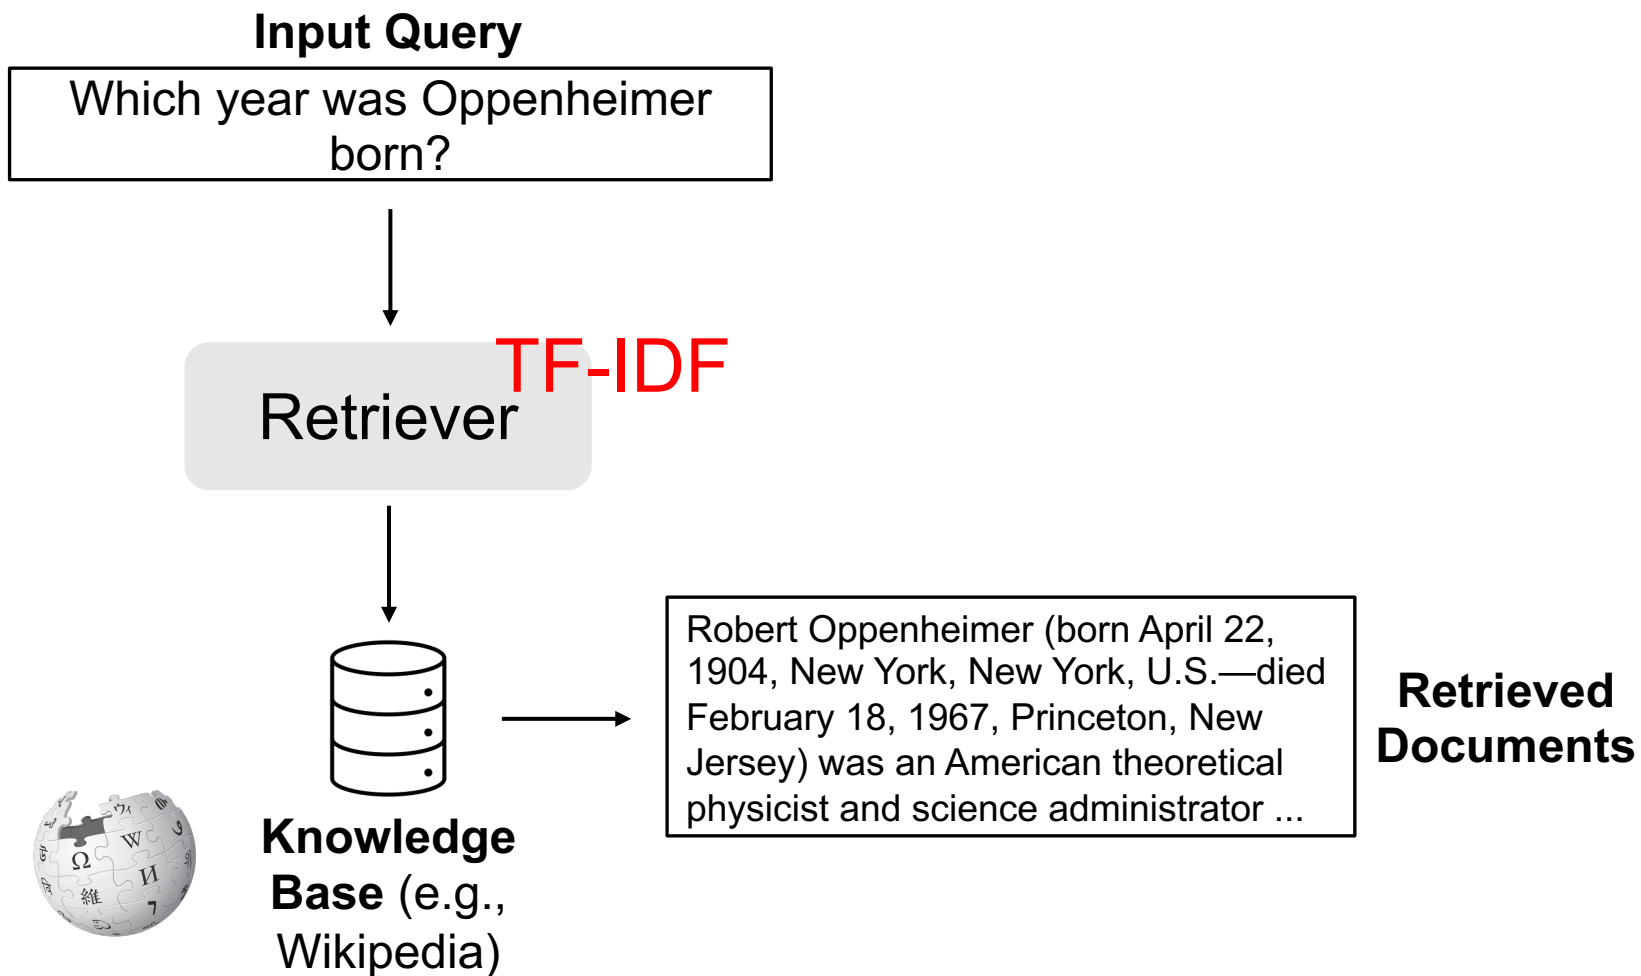 Input Query
Which year was Oppenheimer
born?
TF-IDF
Retriever
Robert Oppenheimer (born April 22,
1904, New York, New York, U.S.—died
February 18, 1967, Princeton, New
Jersey) was an American theoretical
physicist and science administrator ...
Retrieved
Documents
Knowledge
Base (e.g.,
Wikipedia)
Ω
W
И
維